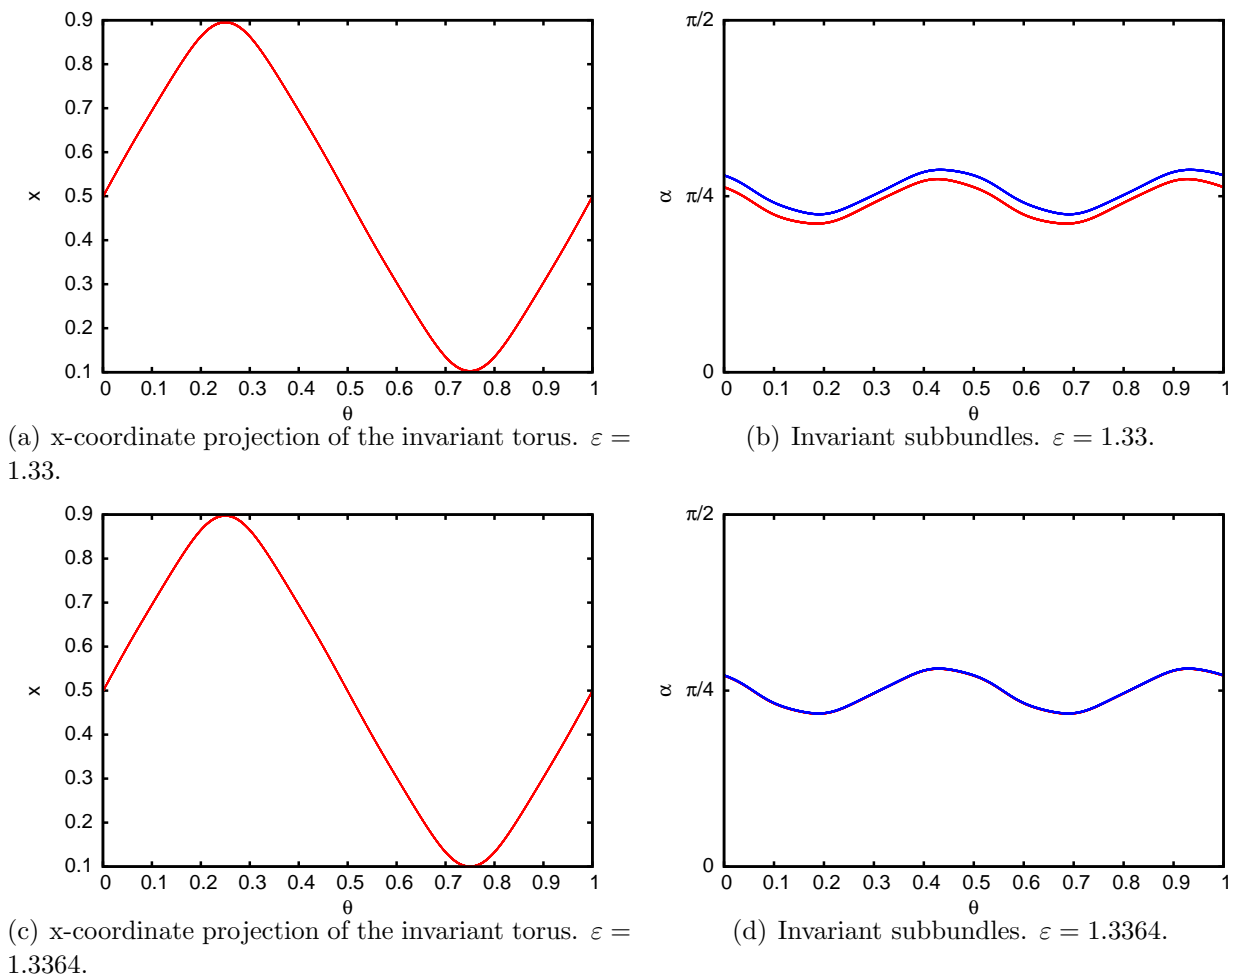 0.9
0.8
0.7
0.6
0.5
0.4
0.3
0.2
0.1
x
0 0.1 0.2 0.3 0.4 0.5 0.6 0.7 0.8 0.9 1
θ
(a) x-coordinate projection of the invariant torus. ε =
1.33.
π/2
π/4
0
α
0 0.1 0.2 0.3 0.4 0.5 0.6 0.7 0.8 0.9 1
θ
(b) Invariant subbundles. ε = 1.33.
0.9
0.8
0.7
0.6
0.5
0.4
0.3
0.2
0.1
x
0 0.1 0.2 0.3 0.4 0.5 0.6 0.7 0.8 0.9 1
θ
(c) x-coordinate projection of the invariant torus. ε =
1.3364.
π/2
π/4
0
α
0 0.1 0.2 0.3 0.4 0.5 0.6 0.7 0.8 0.9 1
θ
(d) Invariant subbundles. ε = 1.3364.